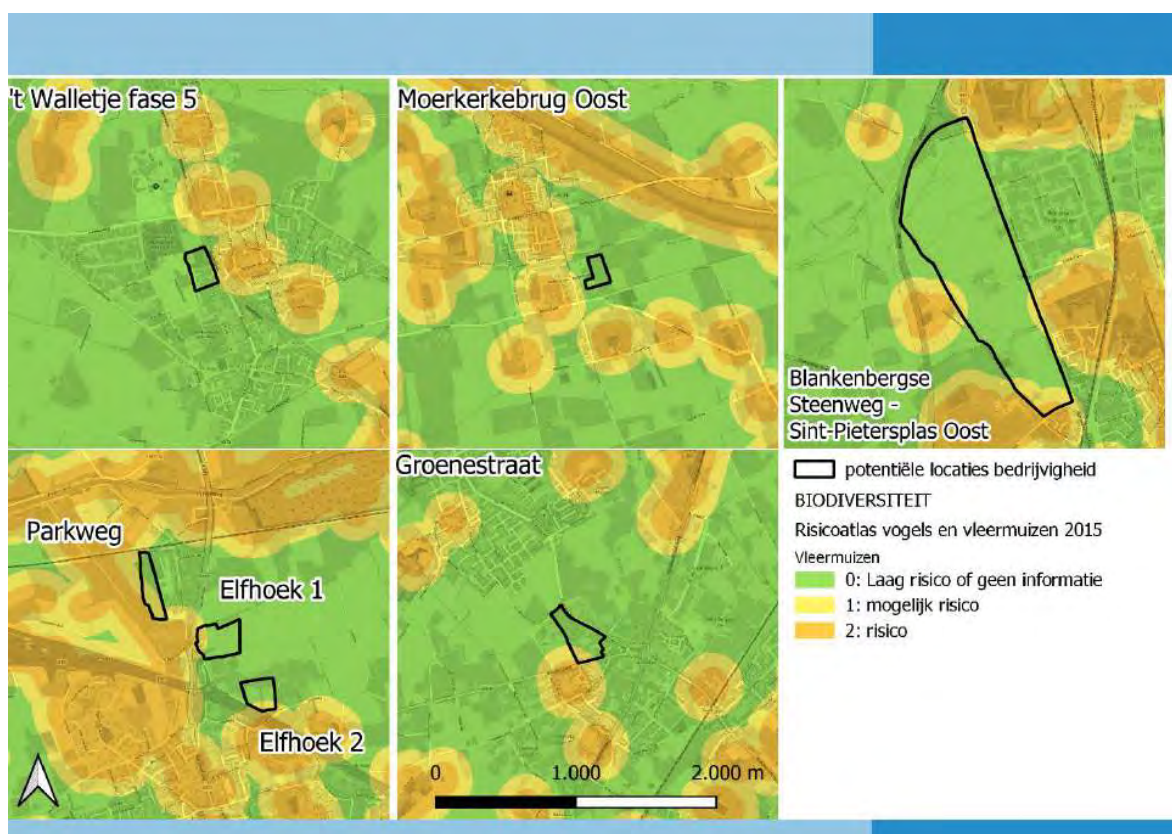 't Walletje fase 5
Moerkerkebrug Oost
Blankenbergse
Steenweg -
Sint-Pietersplas Oost
Parkweg
Elfhoek 1
Elfhoek 2
Groenestraat
0 1.000 2.000 m
potentiële locaties bedrijvigheid
BIODIVERSITEIT
Risicoatlas vogels en vleermuizen 2015
Vleermuizen
0: Laag risico of geen informatie
1: mogelijk risico
2: risico